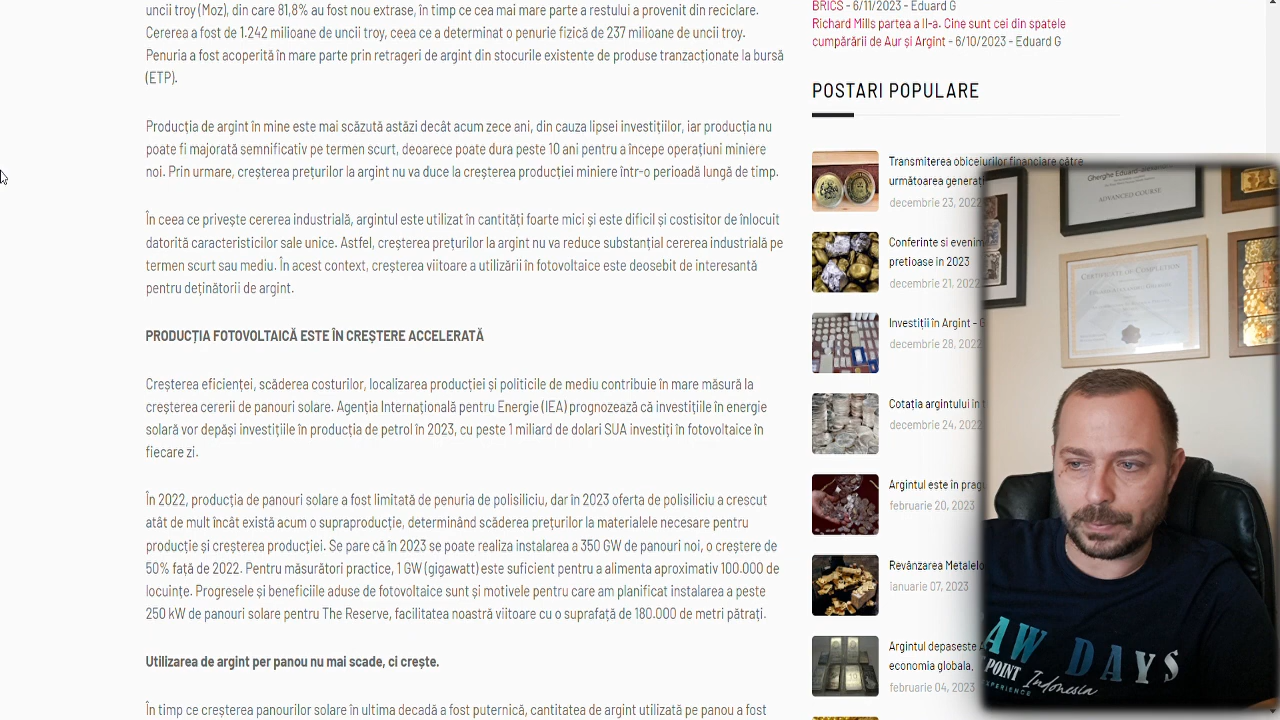 uncii troy (Moz), din care 81,8% au fost nou extrase, în timp ce cea mai mare parte a restului a provenit din reciclare.
Cererea a fost de 1.242 milioane de uncii troy, ceea ce a determinat o penurie fizică de 237 milioane de uncii troy.
Penuria a fost acoperită în mare parte prin retrageri de argint din stocurile existente de produse tranzacționate la bursă
(ETP).
Producția de argint în mine este mai scăzută astăzi decât acum zece ani, din cauza lipsei investițiilor, iar producția nu
poate fi majorată semnificativ pe termen scurt, deoarece poate dura peste 10 ani pentru a începe operațiuni miniere
noi. Prin urmare, creșterea prețurilor la argint nu va duce la creșterea producției miniere într-o perioadă lungă de timp.
În ceea ce privește cererea industrială, argintul este utilizat în cantități foarte mici și este dificil și costisitor de înlocuit
datorită caracteristicilor sale unice. Astfel, creșterea prețurilor la argint nu va reduce substanțial cererea industrială pe
termen scurt sau mediu. În acest context, creșterea viitoare a utilizării în fotovoltaice este deosebit de interesantă
pentru deținătorii de argint.
PRODUCȚIA FOTOVOLTAICĂ ESTE ÎN CREȘTERE ACCELERATĂ
Creșterea eficienței, scăderea costurilor, localizarea producției și politicile de mediu contribuie în mare măsură la
creșterea cererii de panouri solare. Agenția Internațională pentru Energie (IEA) prognozează că investițiile în energie
solară vor depăși investițiile în producția de petrol în 2023, cu peste 1 miliard de dolari SUA investiți în fotovoltaice în
fiecare zi.
În 2022, producția de panouri solare a fost limitată de penuria de polisiliciu, dar în 2023 oferta de polisiliciu a crescut
atât de mult încât există acum o supraproducție, determinând scăderea prețurilor la materialele necesare pentru
producție și creșterea producției. Se pare că în 2023 se poate realiza instalarea a 350 GW de panouri noi, o creștere de
50% față de 2022. Pentru măsurători practice, 1 GW (gigawatt) este suficient pentru a alimenta aproximativ 100.000 de
locuințe. Aceleași beneficiile aduse de fotovoltaice sunt și motivele pentru care am planificat instalarea a peste
250 kW de panouri solare pentru The Reserve, facilitatea noastră viitoare cu o suprafață de 180.000 de metri pătrați.
Utilizarea de argint per panou nu mai scade, ci crește.
În timp ce creșterea panourilor solare în ultima decadă a fost puternică, cantitatea de argint utilizată pe panou a fost
BRICS - 6/11/2023 - Eduard G
Richard Mills partea a II-a. Cine sunt cei din spatele
cumpărării de Aur și Argint - 6/10/2023 - Eduard G
POSTARI POPULARE
Transmiterea obiceiurilor financiare către
următoarea generați
decembrie 23, 2022
Conferinte si evenim
pretioase in 2023
decembrie 21, 2022
Investiții în Argint - G
decembrie 28, 2022
Cotația argintului în t
decembrie 24, 2022
Argintul este în prag
februarie 20, 2023
Revânzarea Metalelo
ianuarie 07, 2023
Argintul depaseste A
economia globala.
februarie 04, 2023
Gherghe Eduard
ADVANCED COURSE
CERTIFICATE OF COMPLETION
AW DAYS
POINT Indonesia
XPERIENCE